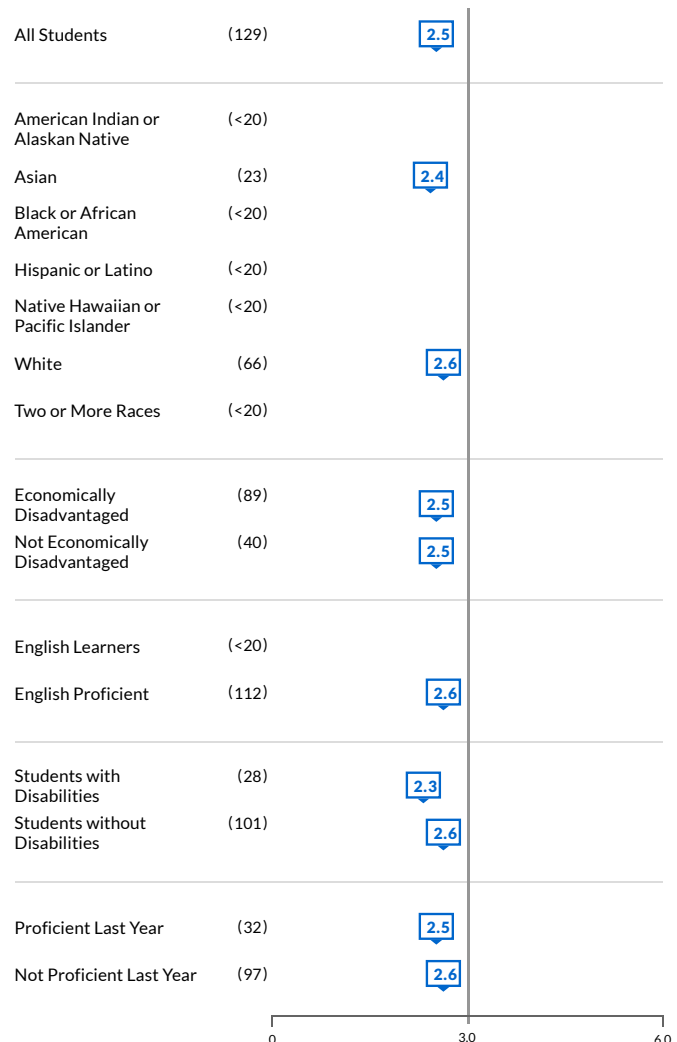 All Students (129) 2.5
American Indian or (<20)
Alaskan Native
Asian (23) 2.4
Black or African (<20)
American
Hispanic or Latino (<20)
Native Hawaiian or (<20)
Pacific Islander
White (66) 2.6
Two or More Races (<20)
Economically (89) 2.5
Disadvantaged
Not Economically (40) 2.5
Disadvantaged
English Learners (<20)
English Proficient (112) 2.6
Students with (28) 2.3
Disabilities
Students without (101) 2.6
Disabilities
Proficient Last Year (32) 2.5
Not Proficient Last Year (97) 2.6
0 3.0 6.0